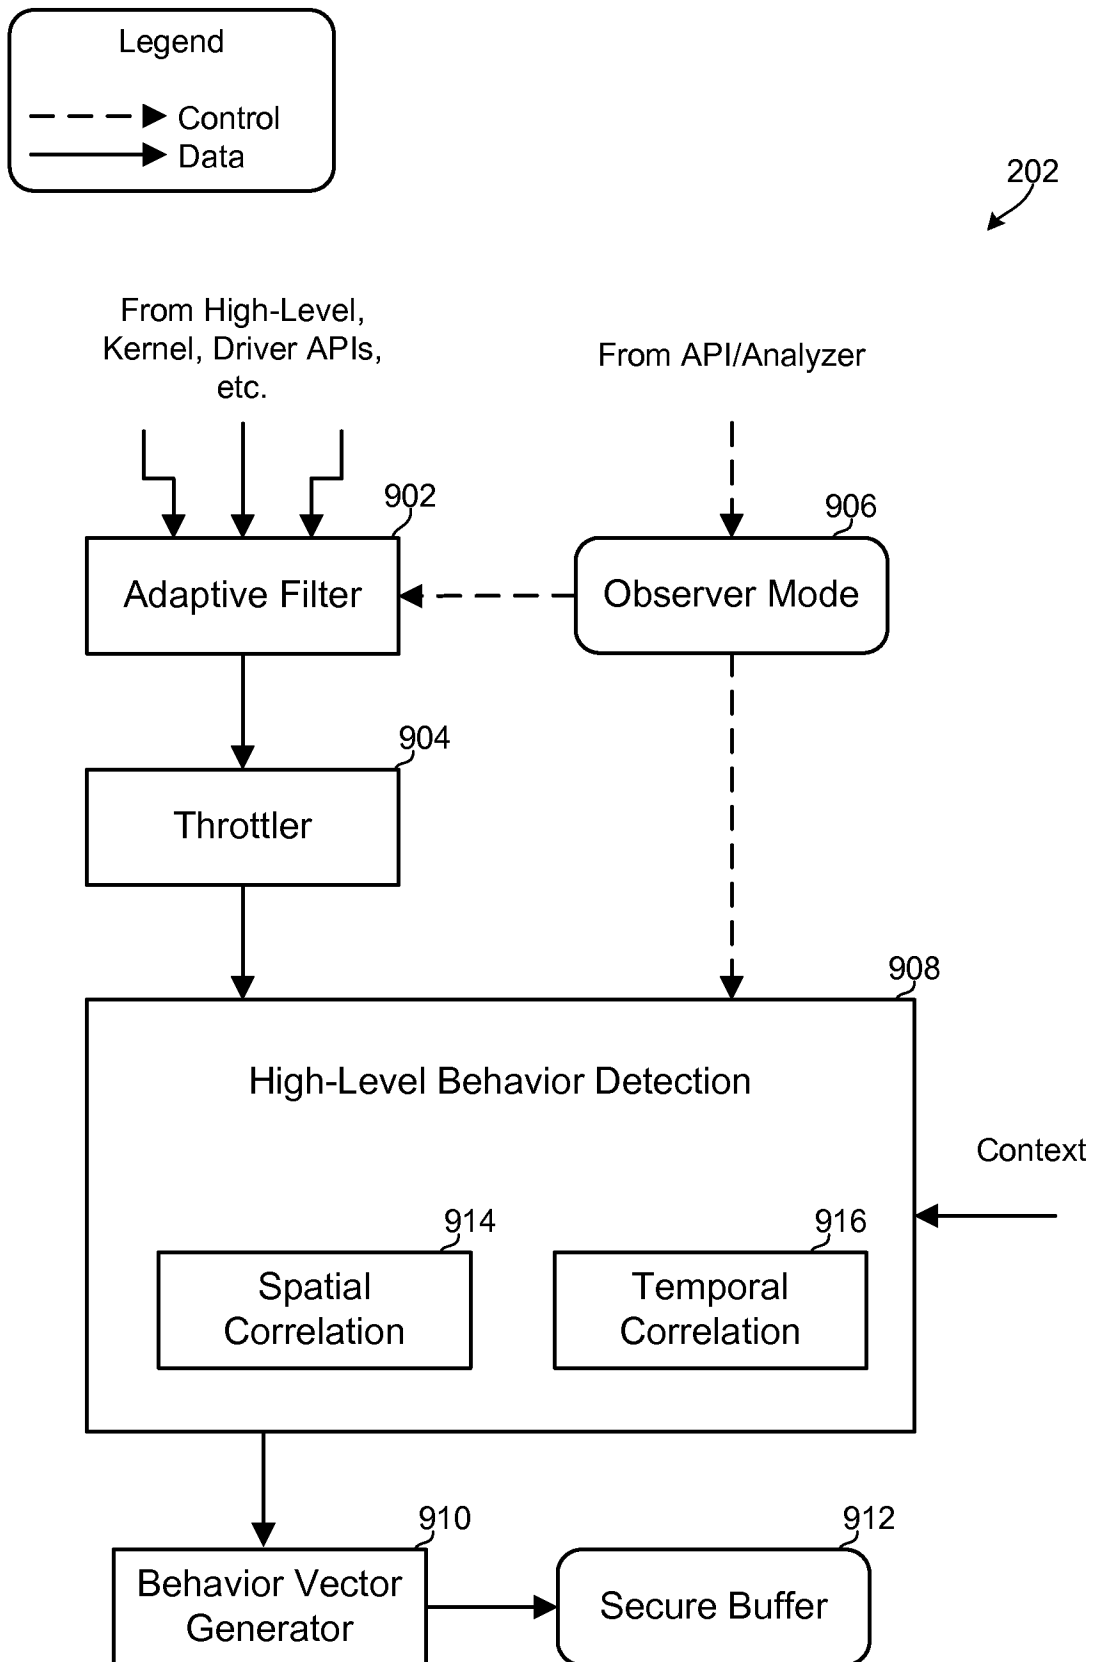 Legend
Control
Data
202
From High-Level,
Kernel, Driver APIs,
etc.
From API/Analyzer
902
906
Adaptive Filter
Observer Mode
904
Throttler
908
High-Level Behavior Detection
Context
914
916
Spatial
Correlation
Temporal
Correlation
910
912
Behavior Vector
Generator
Secure Buffer